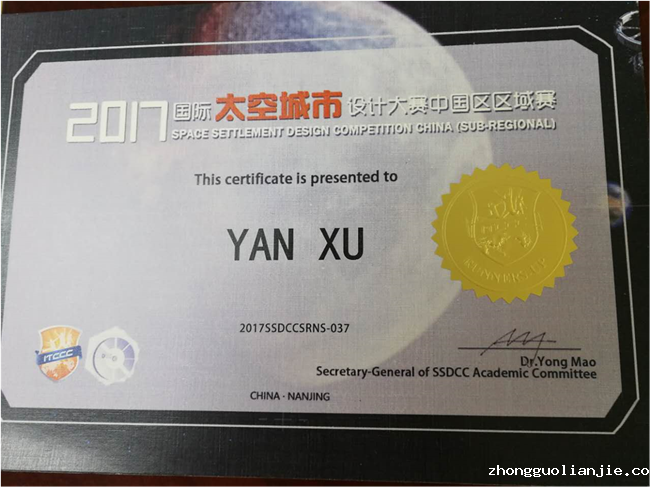 2017国际太空城市设计大赛中国区区域赛
SPACE SETTLEMENT DESIGN COMPETITION CHINA (SUB-REGIONAL)
This certificate is presented to
YAN XU
RUNNERS-UP
2017SSDCCSRNS-037
ITCCC
Dr.Yong Mao
Secretary-General of SSDCC Academic Committee
CHINA - NANJING
zhongguolianjie.co